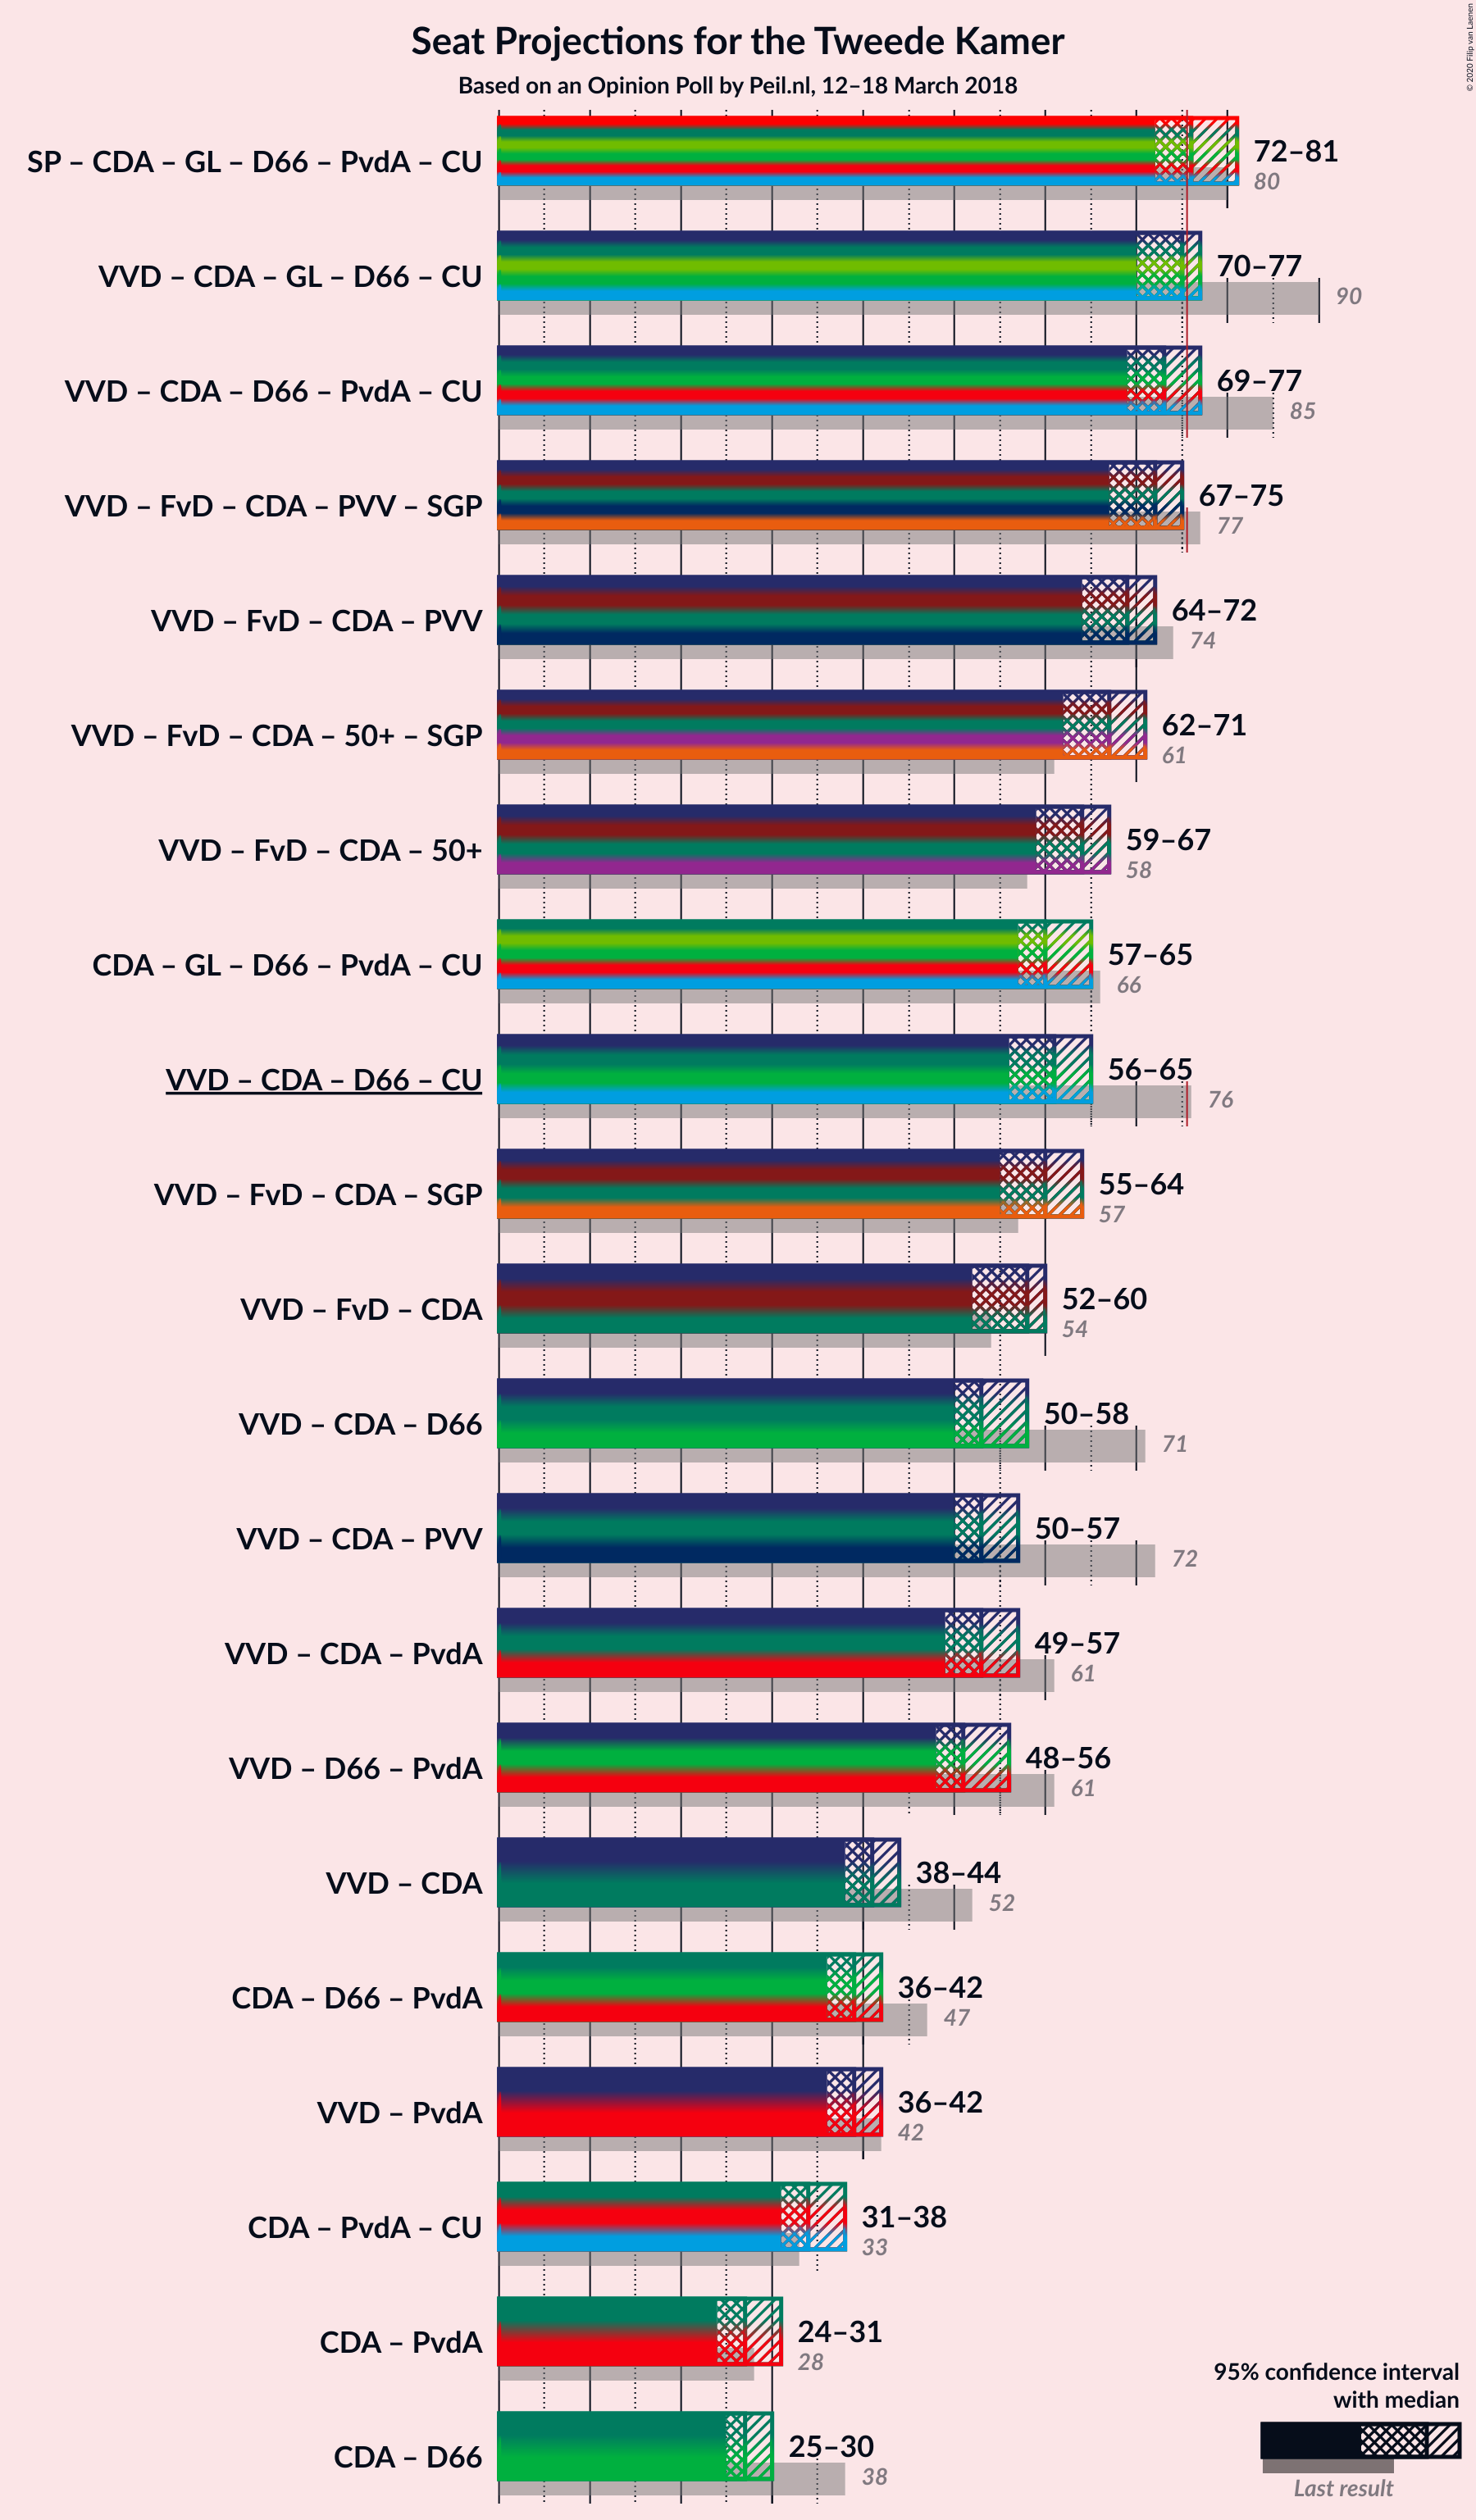 Seat Projections for the Tweede Kamer
Based on an Opinion Poll by Peil.nl, 12–18 March 2018
© 2020 Filip van Laenen
SP – CDA – GL – D66 – PvdA – CU
72–81
80
VVD – CDA – GL – D66 – CU
70–77
90
VVD – CDA – D66 – PvdA – CU
69–77
85
VVD – FvD – CDA – PVV – SGP
67–75
77
VVD – FvD – CDA – PVV
64–72
74
VVD – FvD – CDA – 50+ – SGP
62–71
61
VVD – FvD – CDA – 50+
59–67
58
CDA – GL – D66 – PvdA – CU
57–65
66
VVD – CDA – D66 – CU
56–65
76
VVD – FvD – CDA – SGP
55–64
57
VVD – FvD – CDA
52–60
54
VVD – CDA – D66
50–58
71
VVD – CDA – PVV
50–57
72
VVD – CDA – PvdA
49–57
61
VVD – D66 – PvdA
48–56
61
VVD – CDA
38–44
52
CDA – D66 – PvdA
36–42
47
VVD – PvdA
36–42
42
CDA – PvdA – CU
31–38
33
CDA – PvdA
24–31
28
CDA – D66
25–30
38
95% confidence interval
with median
Last result